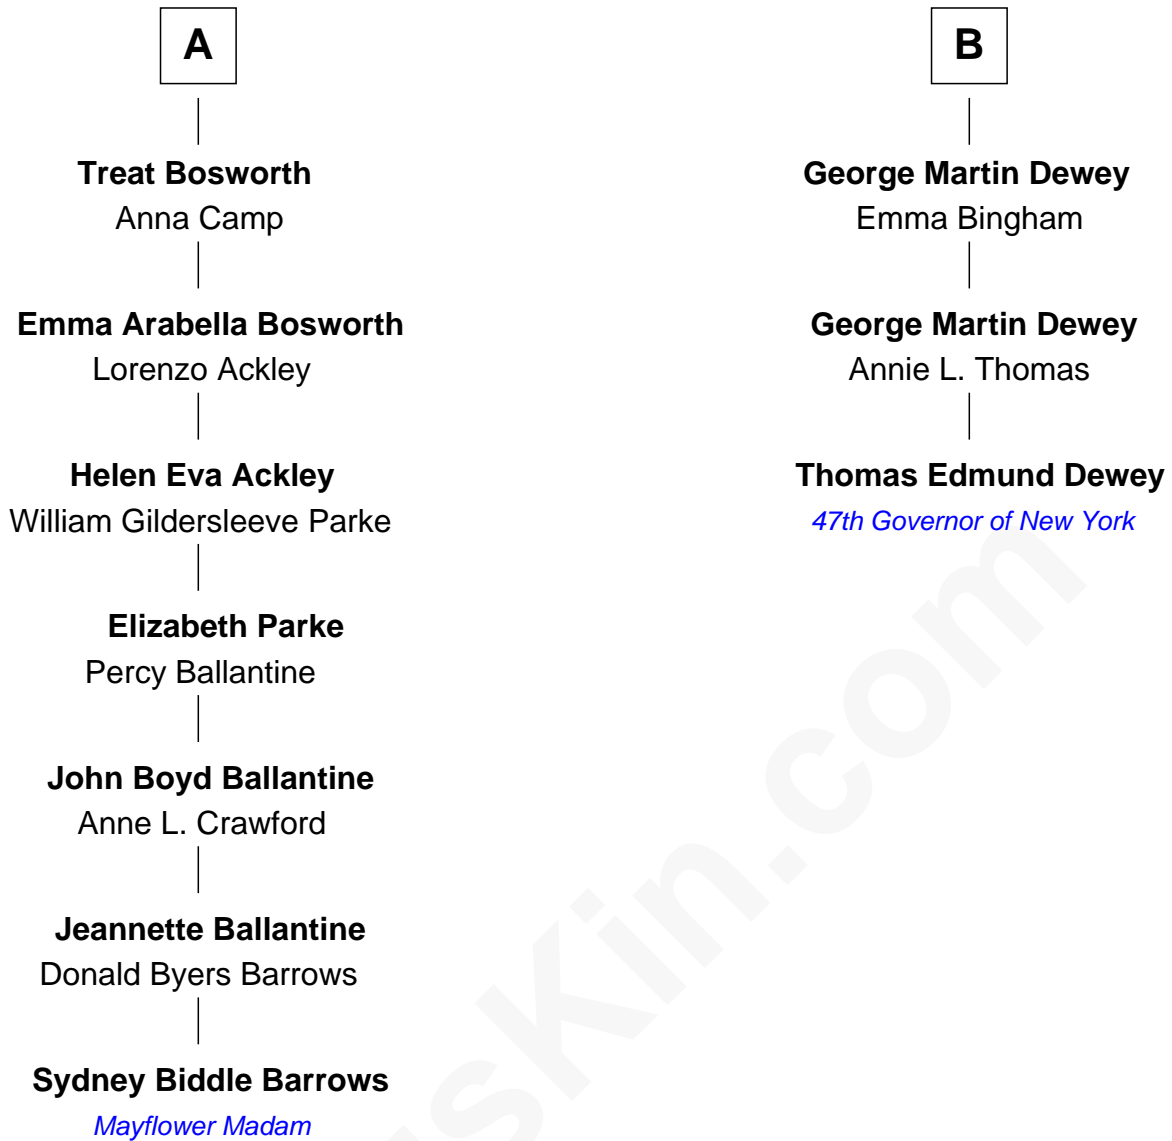 A
Treat Bosworth
Anna Camp
Emma Arabella Bosworth
Lorenzo Ackley
Helen Eva Ackley
William Gildersleeve Parke
Elizabeth Parke
Percy Ballantine
John Boyd Ballantine
Anne L. Crawford
Jeannette Ballantine
Donald Byers Barrows
Sydney Biddle Barrows
Mayflower Madam
B
George Martin Dewey
Emma Bingham
George Martin Dewey
Annie L. Thomas
Thomas Edmund Dewey
47th Governor of New York
sKin.com